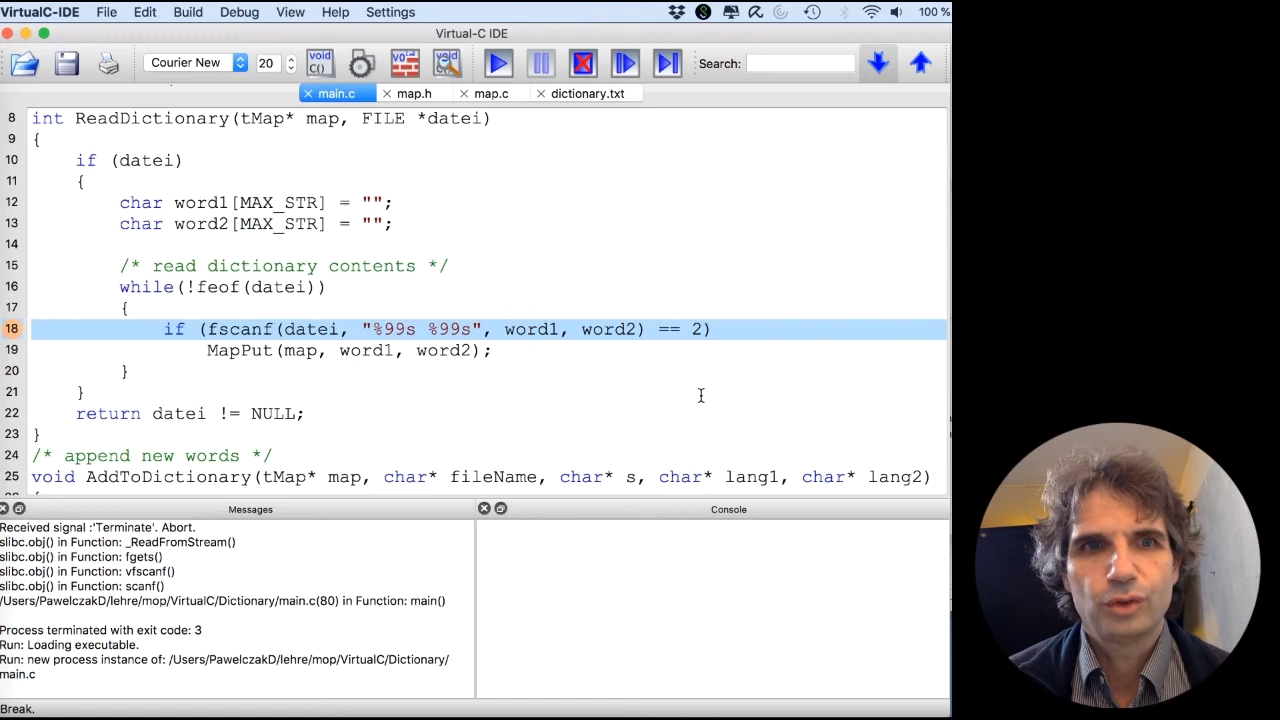 VirtualC-IDE File Edit Build Debug View Window Help Settings 100 %
Virtual-C IDE
Courier New 20 void C() VOID void C() Search:
main.c map.h map.c dictionary.txt
8 int ReadDictionary(tMap* map, FILE *datei)
9 {
10 if (datei)
11 {
12 char word1[MAX_STR] = "";
13 char word2[MAX_STR] = "";
14
15 /* read dictionary contents */
16 while(!feof(datei))
17 {
18 if (fscanf(datei, "%99s %99s", word1, word2) == 2)
19 MapPut(map, word1, word2);
20 }
21 }
22 return datei != NULL;
23 }
24 /* append new words */
25 void AddToDictionary(tMap* map, char* fileName, char* s, char* lang1, char* lang2)
Messages
Console
Received signal :'Terminate'. Abort.
slibc.obj() in Function: _ReadFromStream()
slibc.obj() in Function: fgets()
slibc.obj() in Function: vfscanf()
slibc.obj() in Function: scanf()
/Users/PawelczakD/lehre/mop/VirtualC/Dictionary/main.c(80) in Function: main()
Process terminated with exit code: 3
Run: Loading executable.
Run: new process instance of: /Users/PawelczakD/lehre/mop/VirtualC/Dictionary/
main.c
Break.